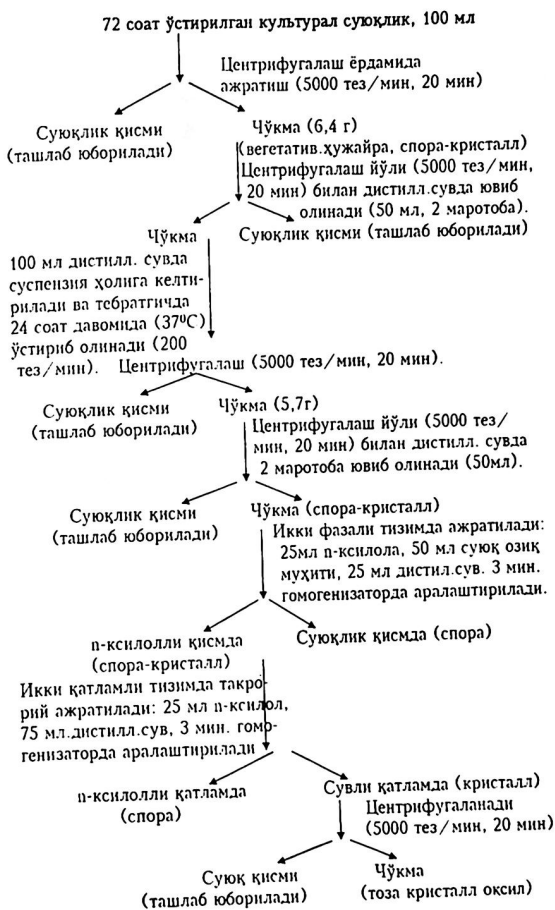 72 соат ўстирилган культурал суюқлик, 100 мл
Центрифугалаш ёрдамида
ажратиш (5000 тез/мин, 20 мин)
Суюқлик қисми
(ташлаб юборилади)
Чўкма (6,4 г)
(вегетатив.ҳужайра, спора-кристалл)
Центрифугалаш йўли (5000 тез/мин,
20 мин) билан дистилл.сувда ювиб
олинади (50 мл, 2 маротоба).
Чўкма
Суюқлик қисми (ташлаб юборилади)
100 мл дистилл. сувда
суспензия ҳолига келти-
рилади ва тебратгичда
24 соат давомида (37⁰С)
ўстириб олинади (200
тез/мин).
Центрифугалаш (5000 тез/мин, 20 мин).
Суюқлик қисми
(ташлаб юборилади)
Чўкма (5,7г)
Центрифугалаш йўли (5000 тез/
мин, 20 мин) билан дистилл. сувда
2 маротоба ювиб олинади (50мл).
Суюқлик қисми
(ташлаб юборилади)
Чўкма (спора-кристалл)
Икки фазали тизимда ажратилади:
25мл п-ксилола, 50 мл суюқ озиқ
муҳити, 25 мл дистил.сув. 3 мин.
гомогенизаторда аралаштирилади.
п-ксилолли қисмда
(спора-кристалл)
Суюқлик қисмда (спора)
Икки қатламли тизимда такро-
рий ажратилади: 25 мл п-ксилол,
75 мл.дистилл.сув, 3 мин. гомо-
генизаторда аралаштирилади
п-ксилолли қатламда
(спора)
Сувли қатламда (кристалл)
Центрифугаланади
(5000 тез/мин, 20 мин)
Суюқ қисми
(ташлаб юборилади)
Чўкма
(тоза кристалл оқсил)